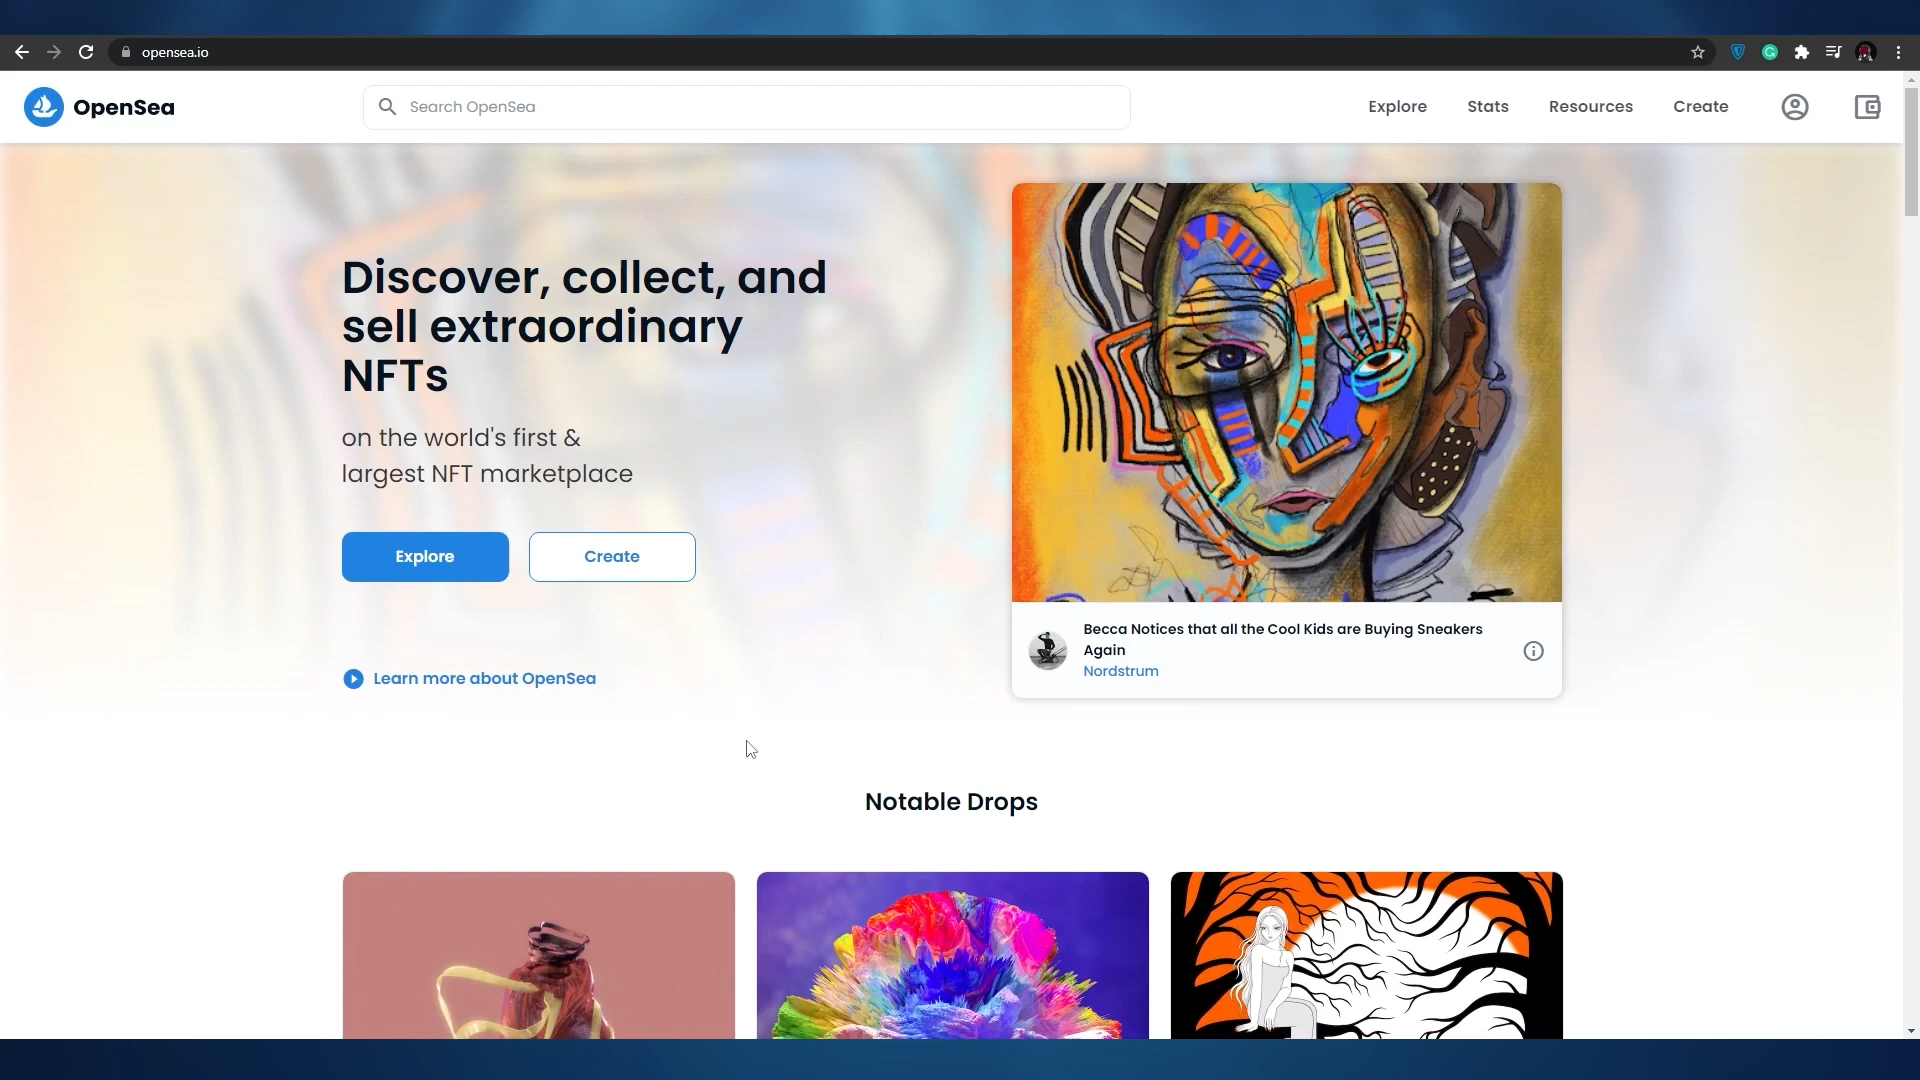 opensea.io
OpenSea
Search OpenSea
Explore
Stats
Resources
Create
Discover, collect, and
sell extraordinary
NFTs
on the world's first &
largest NFT marketplace
Explore
Create
Learn more about OpenSea
Becca Notices that all the Cool Kids are Buying Sneakers
Again
Nordstrum
Notable Drops